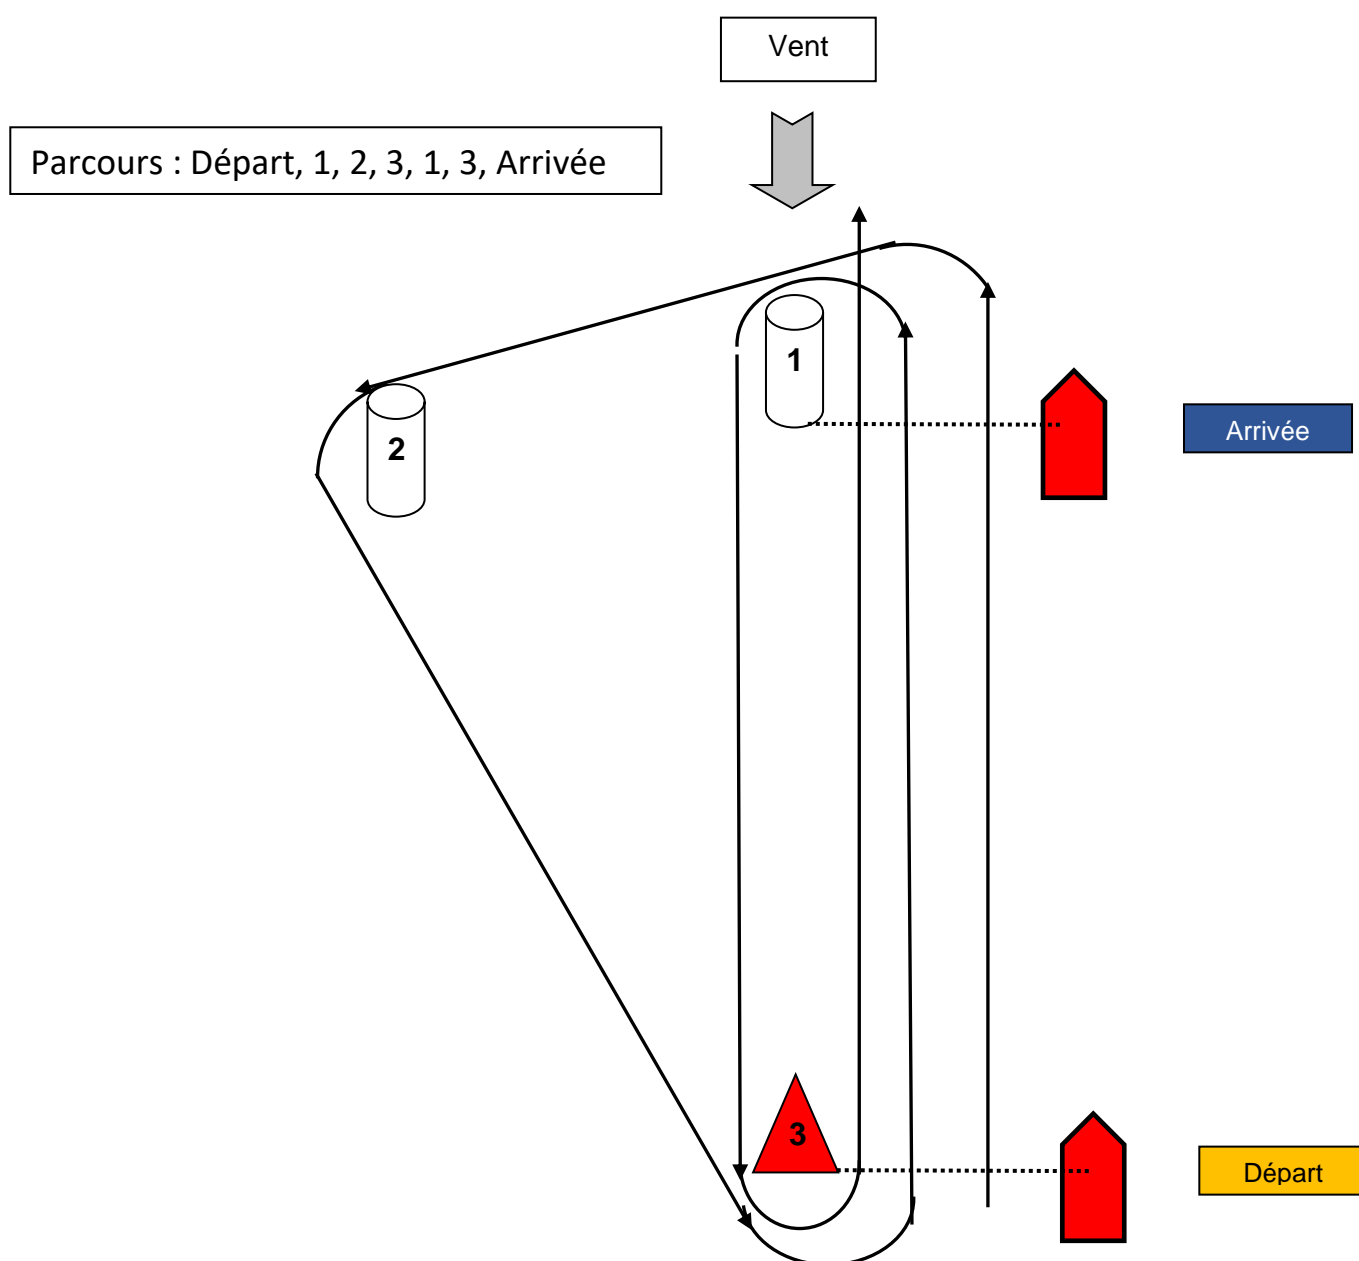 Vent
Parcours : Départ, 1, 2, 3, 1, 3, Arrivée
1
2
Arrivée
3
Départ